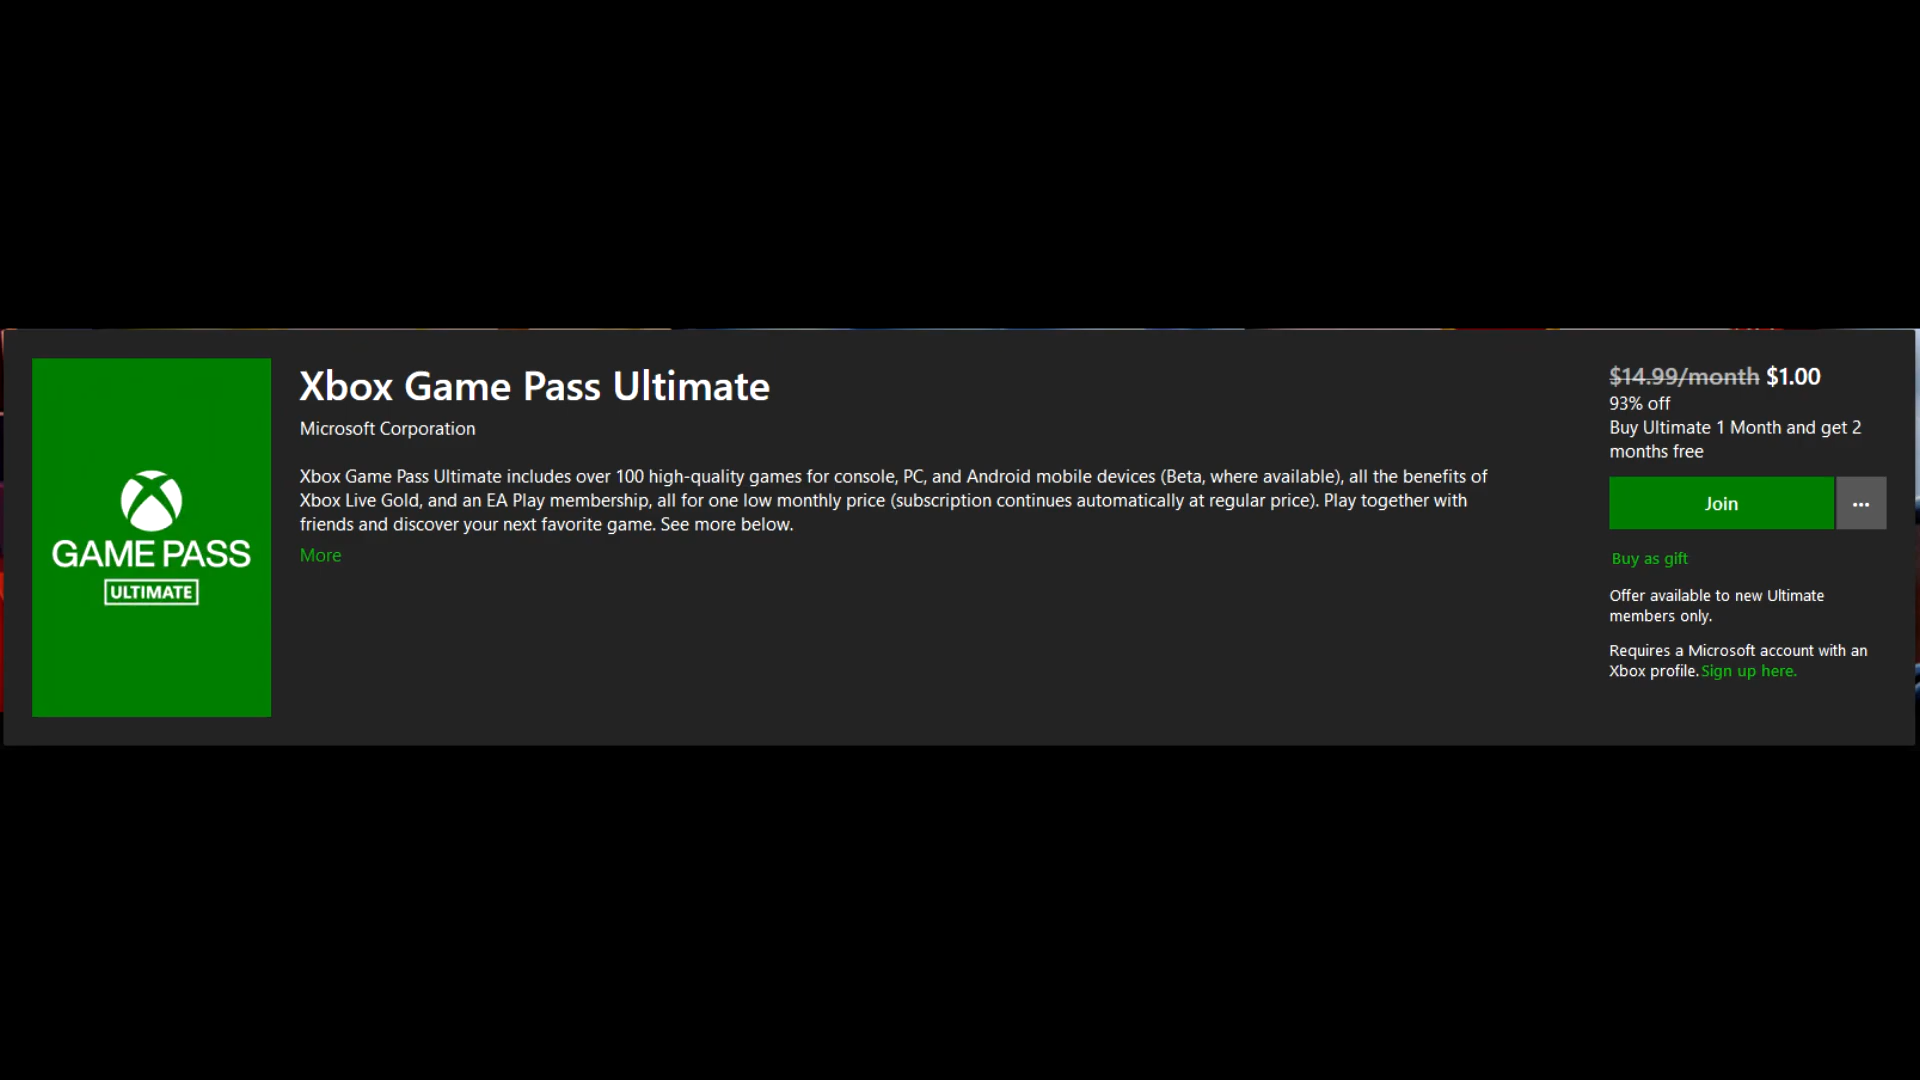 GAME PASS
ULTIMATE
Xbox Game Pass Ultimate
Microsoft Corporation
Xbox Game Pass Ultimate includes over 100 high-quality games for console, PC, and Android mobile devices (Beta, where available), all the benefits of
Xbox Live Gold, and an EA Play membership, all for one low monthly price (subscription continues automatically at regular price). Play together with
friends and discover your next favorite game. See more below.
More
$14.99/month $1.00
93% off
Buy Ultimate 1 Month and get 2
months free
Join
...
Buy as gift
Offer available to new Ultimate
members only.
Requires a Microsoft account with an
Xbox profile. Sign up here.